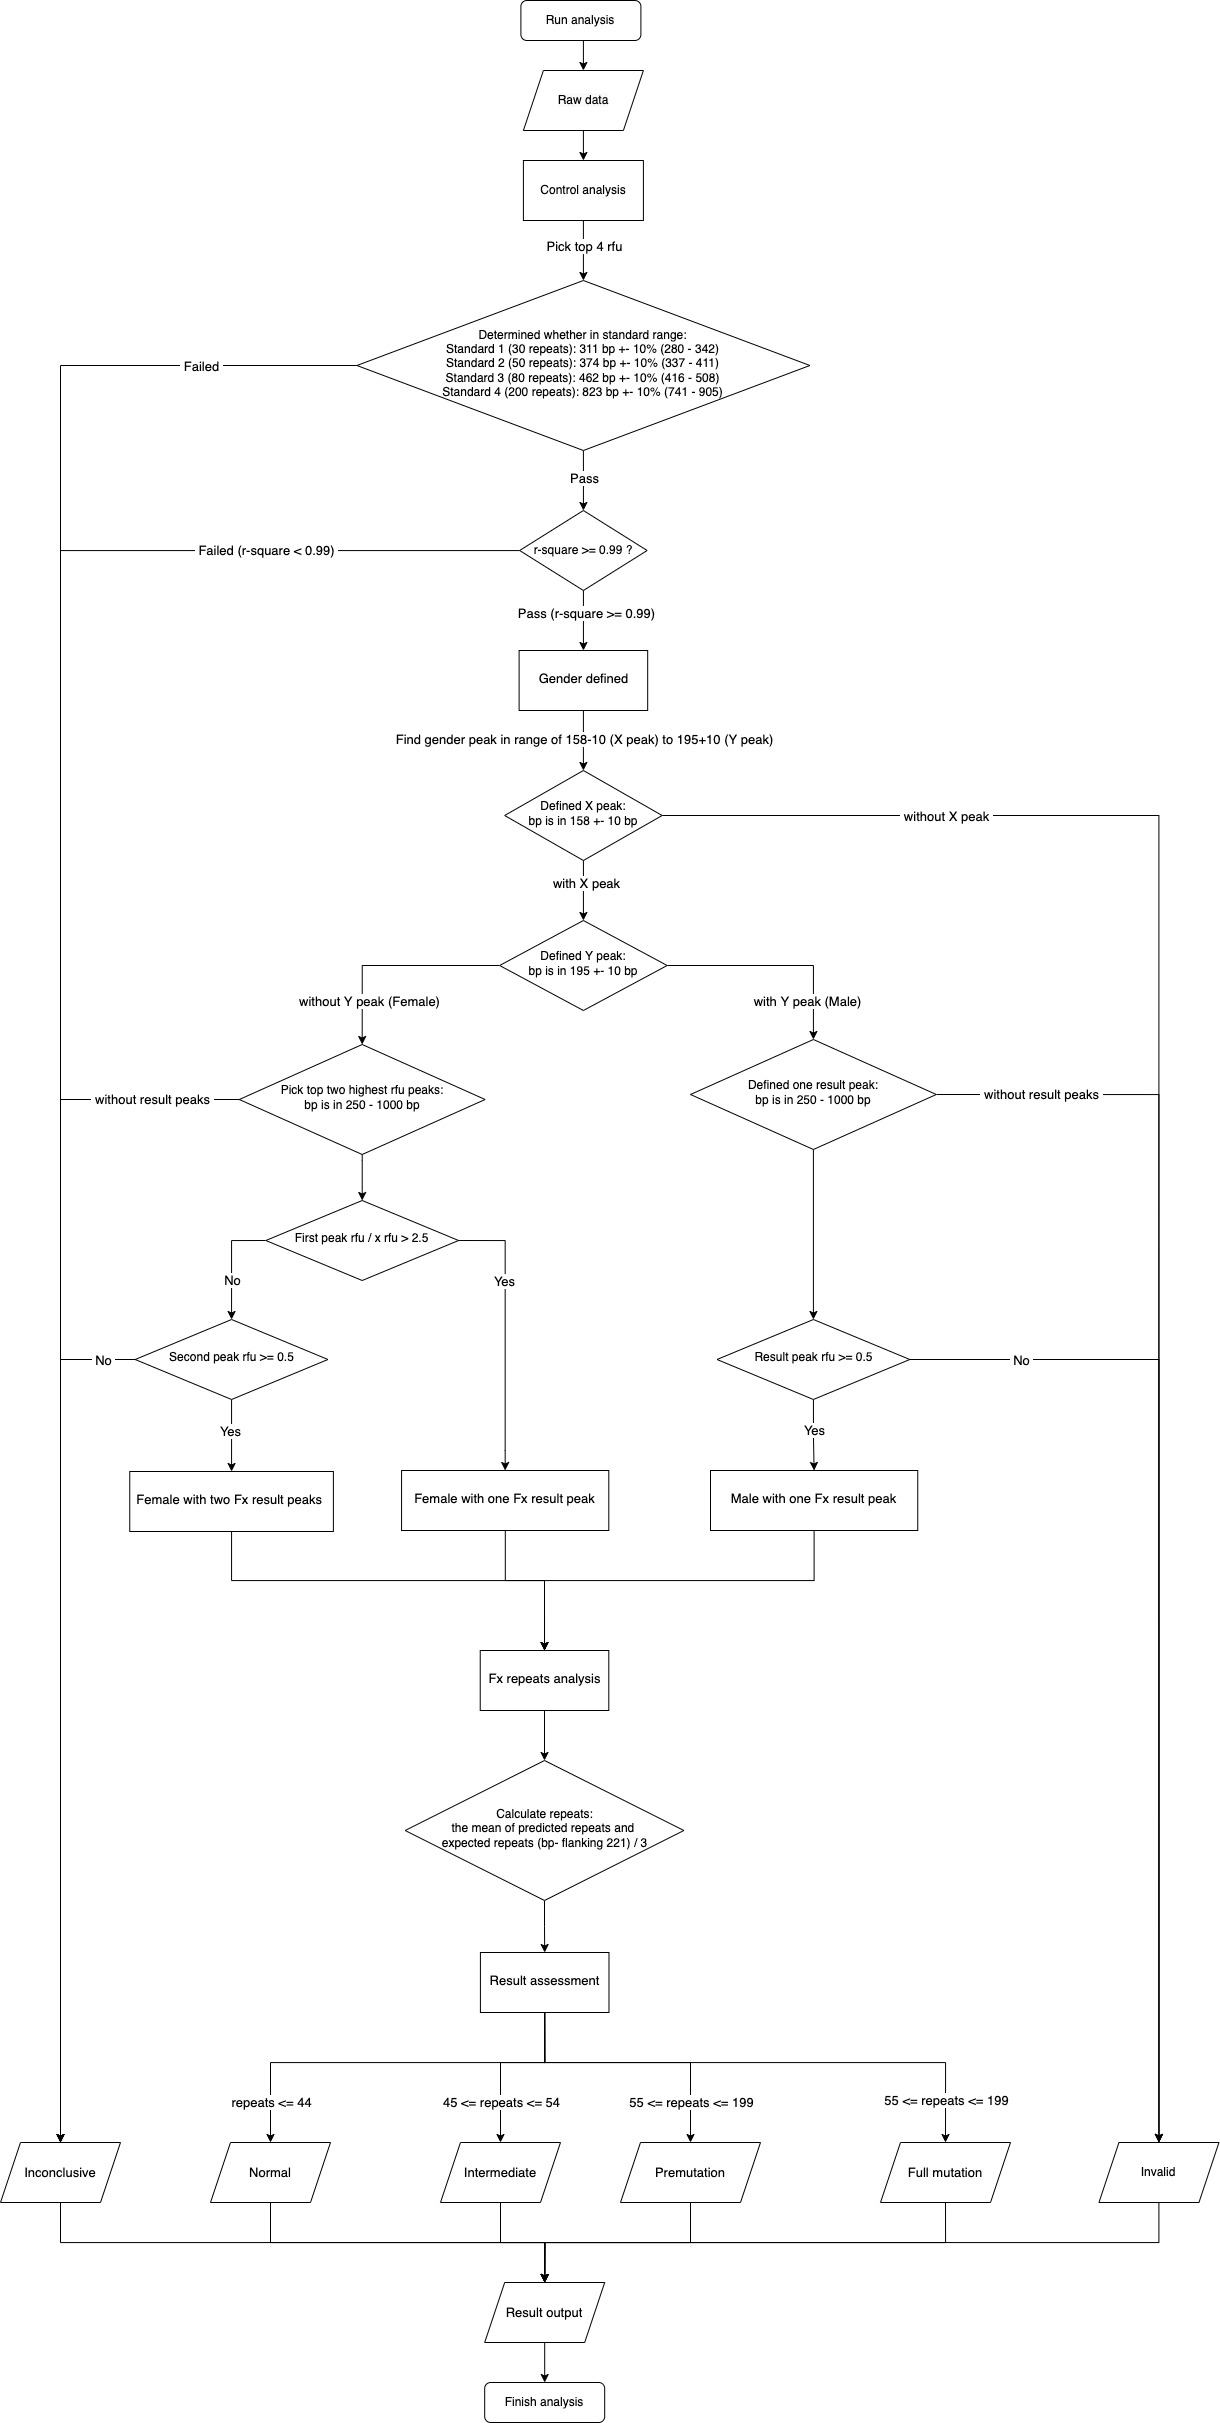 Run analysis
Raw data
Control analysis
Pick top 4 rfu
Determined whether in standard range:
Standard 1 (30 repeats): 311 bp +- 10% (280 - 342)
Standard 2 (50 repeats): 374 bp +- 10% (337 - 411)
Standard 3 (80 repeats): 462 bp +- 10% (416 - 508)
Standard 4 (200 repeats): 823 bp +- 10% (741 - 905)
Failed
Pass
r-square >= 0.99 ?
Failed (r-square < 0.99)
Pass (r-square >= 0.99)
Gender defined
Find gender peak in range of 158-10 (X peak) to 195+10 (Y peak)
Defined X peak:
bp is in 158 +- 10 bp
without X peak
with X peak
Defined Y peak:
bp is in 195 +- 10 bp
without Y peak (Female)
with Y peak (Male)
Pick top two highest rfu peaks:
bp is in 250 - 1000 bp
without result peaks
Defined one result peak:
bp is in 250 - 1000 bp
without result peaks
First peak rfu / x rfu > 2.5
No
Yes
Second peak rfu >= 0.5
No
Result peak rfu >= 0.5
No
Yes
Yes
Female with two Fx result peaks
Female with one Fx result peak
Male with one Fx result peak
Fx repeats analysis
Calculate repeats:
the mean of predicted repeats and
expected repeats (bp- flanking 221) / 3
Result assessment
repeats <= 44
45 <= repeats <= 54
55 <= repeats <= 199
55 <= repeats <= 199
Inconclusive
Normal
Intermediate
Premutation
Full mutation
Invalid
Result output
Finish analysis